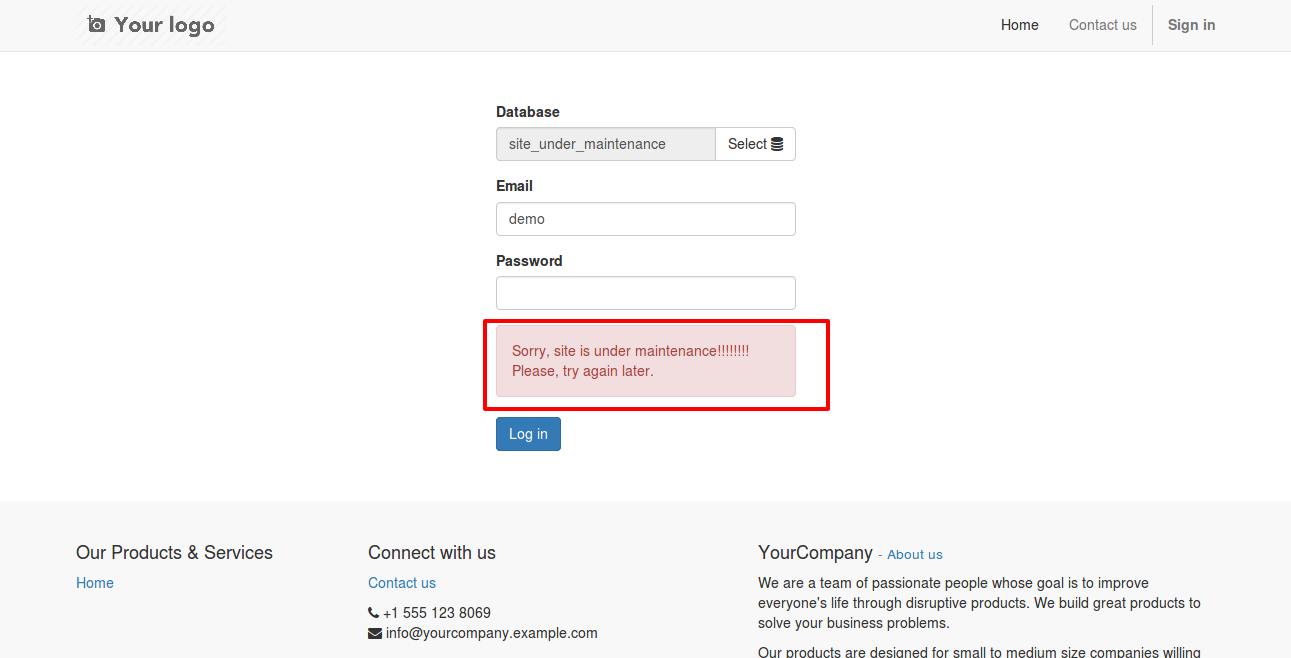 Your logo
Home Contact us Sign in
Database
site_under_maintenance Select
Email
demo
Password
Sorry, site is under maintenance!!!!!!!!
Please, try again later.
Log in
Our Products & Services
Home
Connect with us
Contact us
+1 555 123 8069
info@yourcompany.example.com
YourCompany - About us
We are a team of passionate people whose goal is to improve
everyone's life through disruptive products. We build great products to
solve your business problems.
Our products are designed for small to medium size companies willing